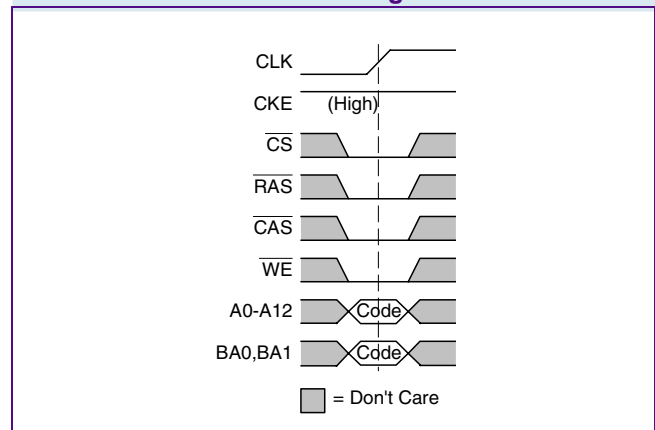 CLK
CKE (High)
CS
RAS
CAS
WE
A0-A12 Code
BA0,BA1 Code
= Don't Care